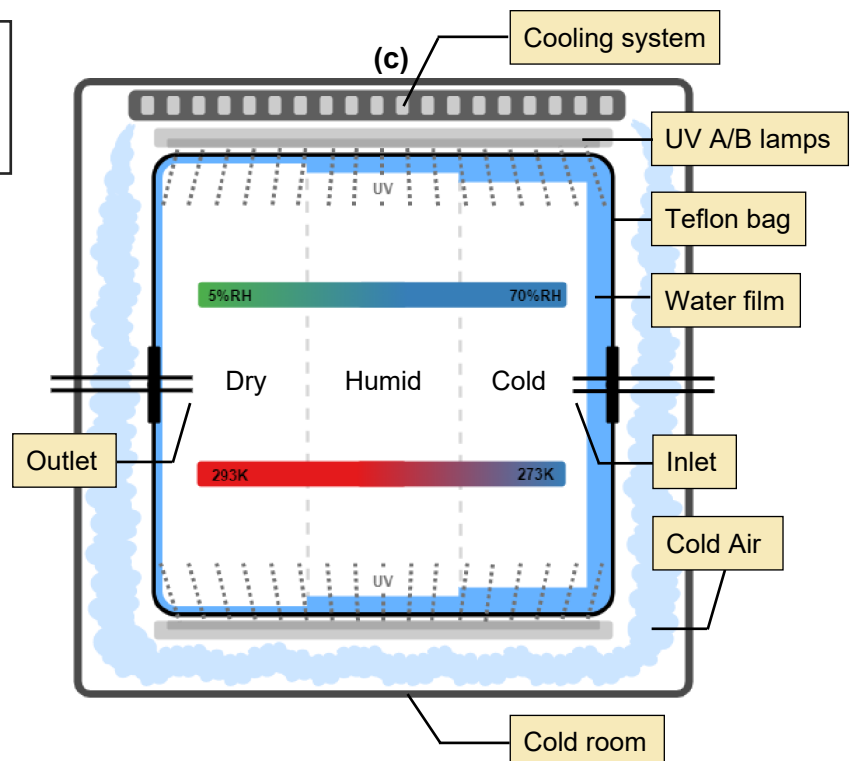 Cooling system
(c)
UV A/B lamps
UV
Teflon bag
5%RH
70%RH
Water film
Dry
Humid
Cold
Outlet
Inlet
293K
273K
Cold Air
UV
Cold room